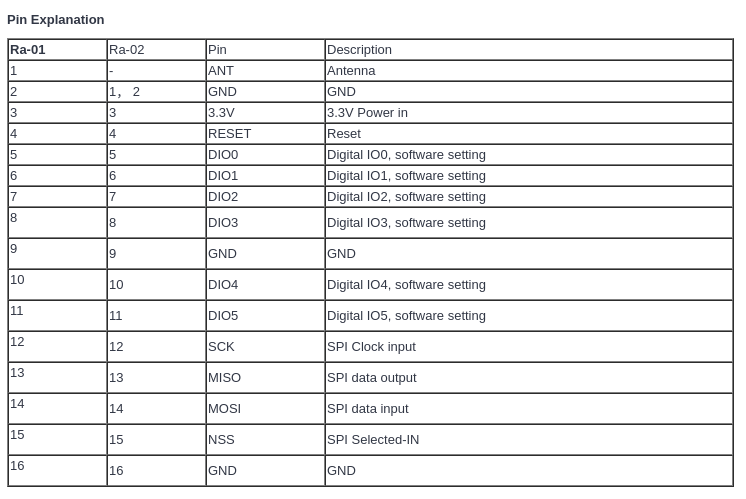 Pin Explanation
Ra-01 Ra-02 Pin Description
1 - ANT Antenna
2 1， 2 GND GND
3 3 3.3V 3.3V Power in
4 4 RESET Reset
5 5 DIO0 Digital IO0, software setting
6 6 DIO1 Digital IO1, software setting
7 7 DIO2 Digital IO2, software setting
8 8 DIO3 Digital IO3, software setting
9 9 GND GND
10 10 DIO4 Digital IO4, software setting
11 11 DIO5 Digital IO5, software setting
12 12 SCK SPI Clock input
13 13 MISO SPI data output
14 14 MOSI SPI data input
15 15 NSS SPI Selected-IN
16 16 GND GND